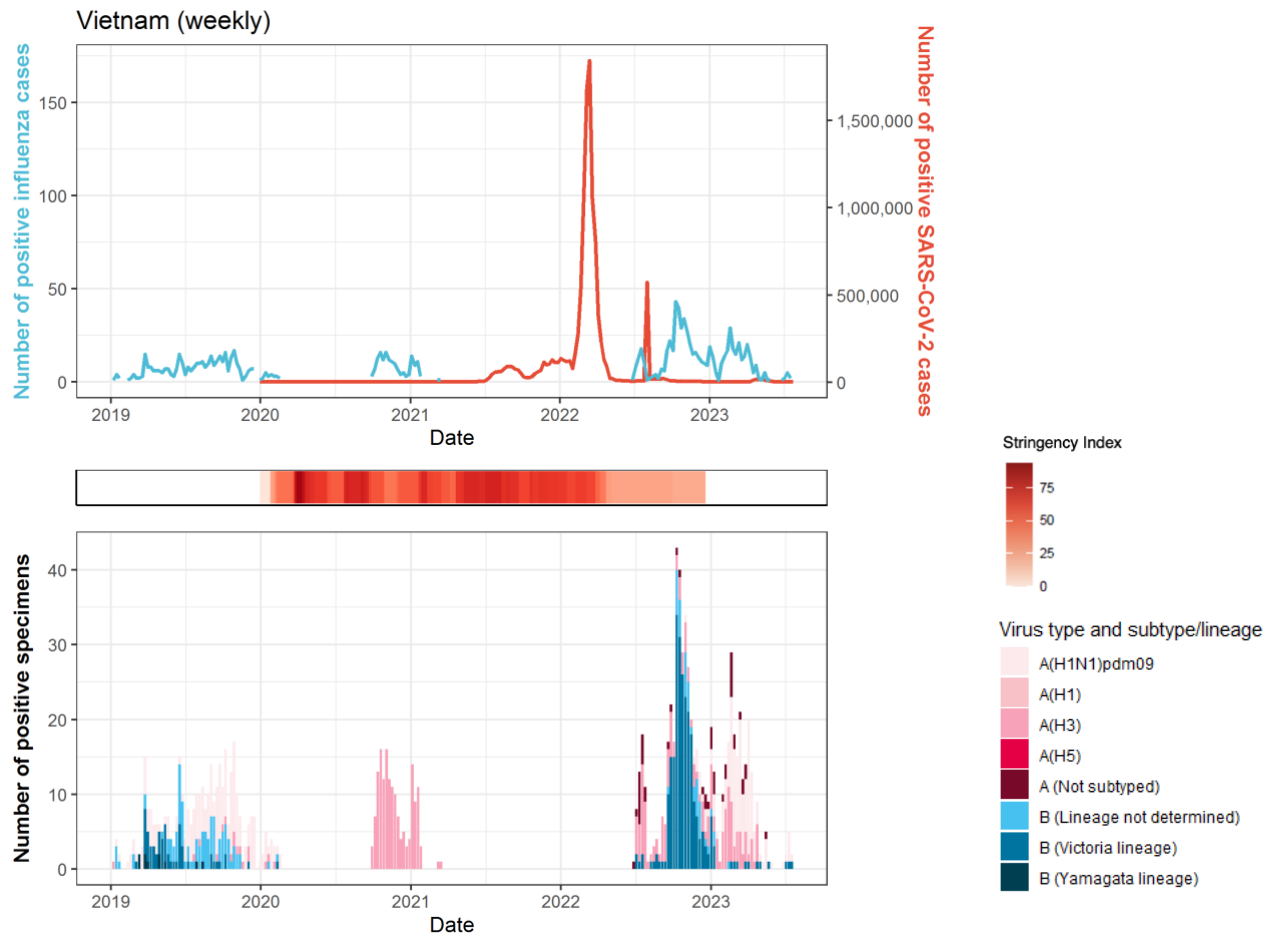 Vietnam (weekly)
Number of positive influenza cases
150
100
50
0
Number of positive SARS-CoV-2 cases
1,500,000
1,000,000
500,000
0
2019 2020 2021 2022 2023
Date
Stringency Index
75
50
25
0
Number of positive specimens
40
30
20
10
0
2019 2020 2021 2022 2023
Date
Virus type and subtype/lineage
A(H1N1)pdm09
A(H1)
A(H3)
A(H5)
A (Not subtyped)
B (Lineage not determined)
B (Victoria lineage)
B (Yamagata lineage)